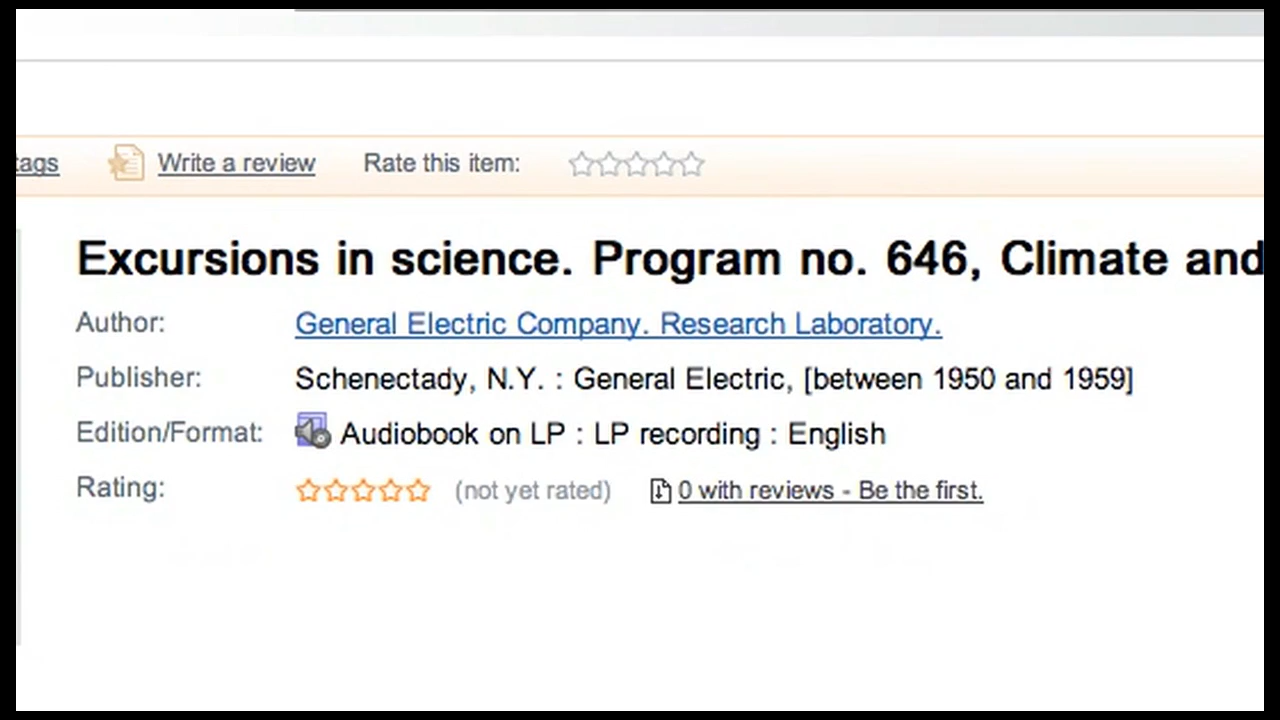 tags Write a review Rate this item:
Excursions in science. Program no. 646, Climate and
Author: General Electric Company. Research Laboratory.
Publisher: Schenectady, N.Y. : General Electric, [between 1950 and 1959]
Edition/Format: Audiobook on LP : LP recording : English
Rating: (not yet rated) 0 with reviews - Be the first.